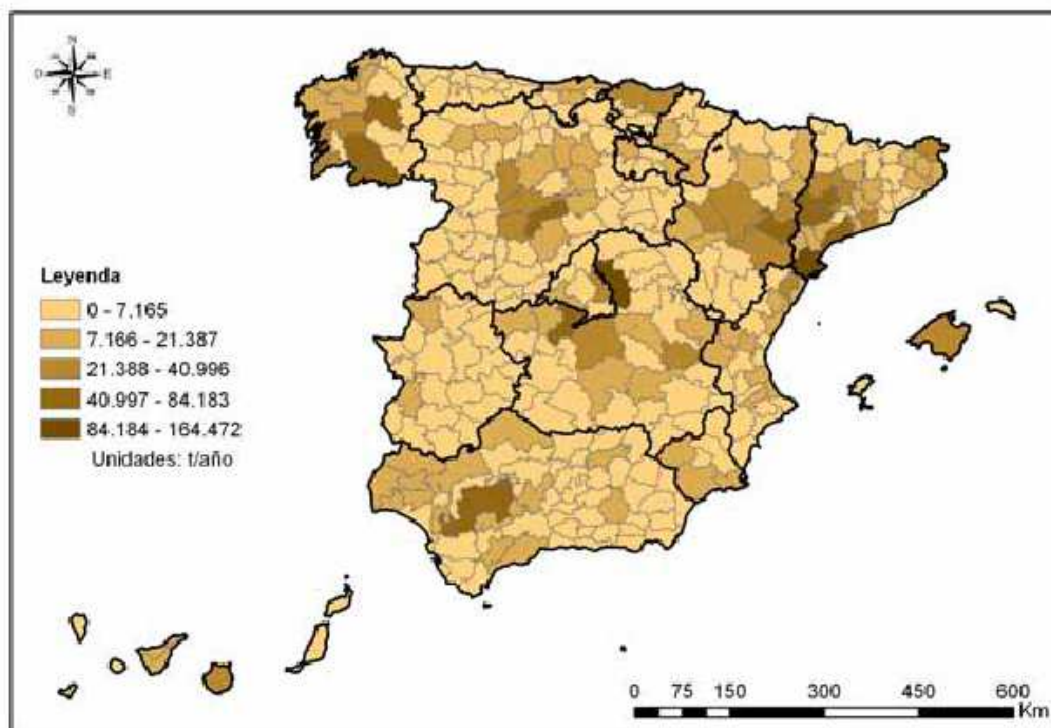 N
O
E
S
Leyenda
0 - 7.165
7.166 - 21.387
21.388 - 40.996
40.997 - 84.183
84.184 - 164.472
Unidades: t/año
0 75 150 300 450 600
Km